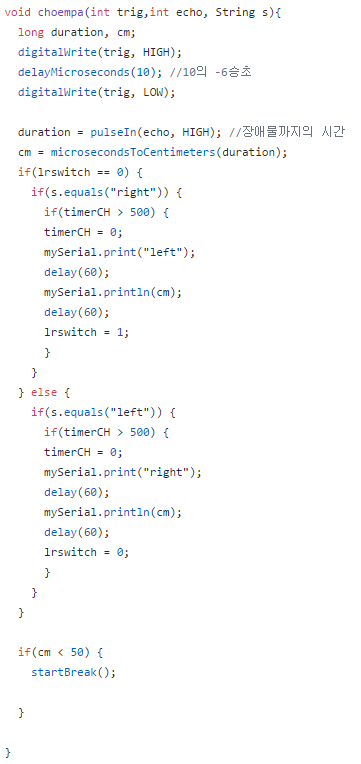 void choempa(int trig,int echo, String s){
  long duration, cm;
  digitalWrite(trig, HIGH);
  delayMicroseconds(10); //10의 -6승초
  digitalWrite(trig, LOW);

  duration = pulseIn(echo, HIGH); //장애물까지의 시간
  cm = microsecondsToCentimeters(duration);
  if(lrswitch == 0) {
    if(s.equals("right")) {
      if(timerCH > 500) {
      timerCH = 0;
      mySerial.print("left");
      delay(60);
      mySerial.println(cm);
      delay(60);
      lrswitch = 1;
      }
    }
  } else {
    if(s.equals("left")) {
      if(timerCH > 500) {
      timerCH = 0;
      mySerial.print("right");
      delay(60);
      mySerial.println(cm);
      delay(60);
      lrswitch = 0;
      }
    }
  }

  if(cm < 50) {
    startBreak();

  }

}